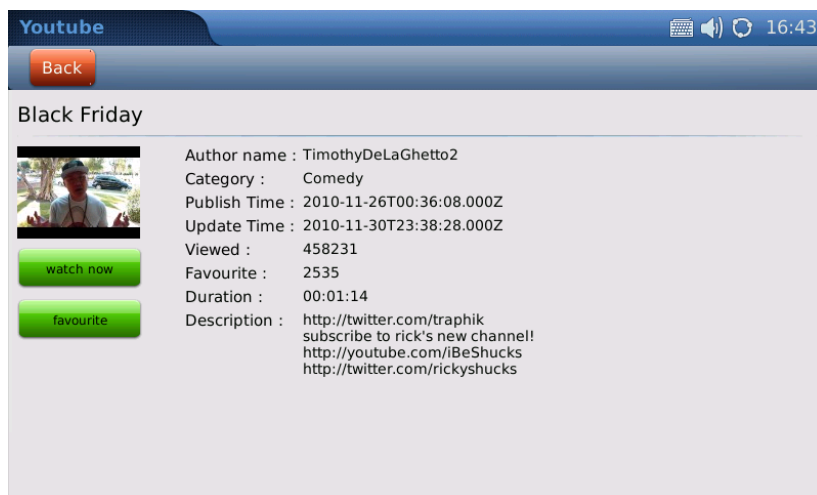 Youtube
16:43
Back
Black Friday
Author name : TimothyDeLaGhetto2
Category : Comedy
Publish Time : 2010-11-26T00:36:08.000Z
Update Time : 2010-11-30T23:38:28.000Z
Viewed : 458231
Favourite : 2535
Duration : 00:01:14
Description : http://twitter.com/traphik
subscribe to rick's new channel!
http://youtube.com/iBeShucks
http://twitter.com/rickyshucks
watch now
favourite